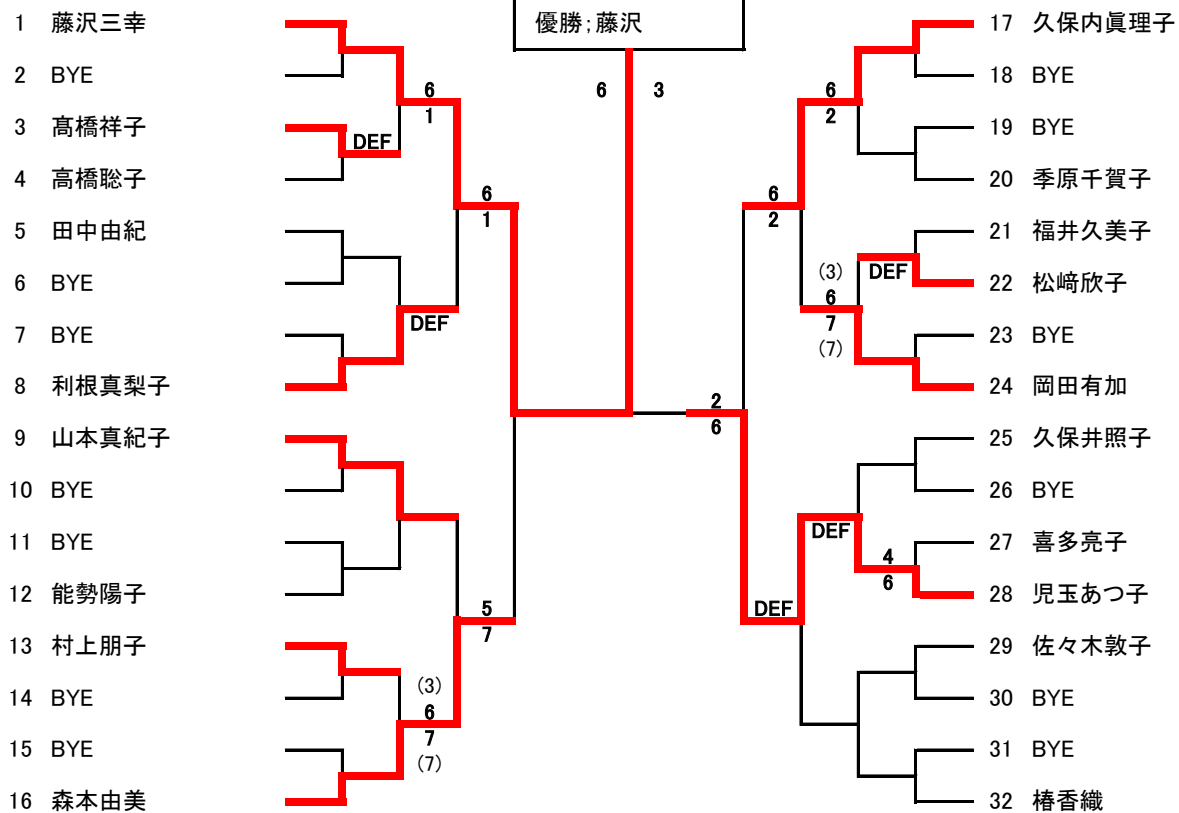 優勝;藤沢
6 3
1 藤沢三幸
2 BYE
6
1
3 髙橋祥子
DEF
4 高橋聡子
6
1
5 田中由紀
6 BYE
DEF
7 BYE
8 利根真梨子
9 山本真紀子
10 BYE
11 BYE
12 能勢陽子
5
7
13 村上朋子
14 BYE
(3)
6
7
(7)
15 BYE
16 森本由美
17 久保内眞理子
18 BYE
6
2
19 BYE
20 季原千賀子
6
2
21 福井久美子
DEF
22 松﨑欣子
(3)
6
7
(7)
23 BYE
24 岡田有加
2
6
25 久保井照子
26 BYE
DEF
27 喜多亮子
4
6
28 児玉あつ子
DEF
29 佐々木敦子
30 BYE
31 BYE
32 椿香織